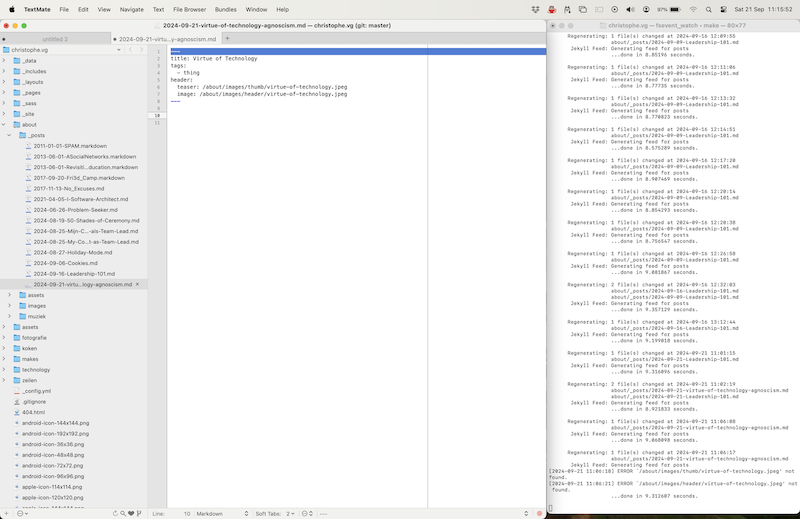 TextMate File Edit View Navigate Text File Browser Bundles Window Help 97% Sat 21 Sep 11:15:52
2024-09-21-virtue-of-technology-agnoscism.md — christophe.vg (git: master)
untitled 2
2024-09-21-virtue-of-technolog…y-agnoscism.md
christophe.vg
_data
_includes
_layouts
_pages
_sass
_site
about
_posts
2011-01-01-SPAM.markdown
2013-06-01-ASocialNetworks.markdown
2013-06-01-Revisiti…ducation.markdown
2017-09-20-Fri3d_Camp.markdown
2017-11-13-No_Excuses.md
2021-04-05-I-Software-Architect.md
2024-06-26-Problem-Seeker.md
2024-08-19-50-Shades-of-Ceremony.md
2024-08-25-Mijn-C…-als-Team-Lead.md
2024-08-25-My-Co…t-as-Team-Lead.md
2024-08-27-Holiday-Mode.md
2024-09-06-Cookies.md
2024-09-16-Leadership-101.md
2024-09-21-virtu…logy-agnoscism.md
assets
images
muziek
assets
fotografie
koken
makes
technology
zeilen
_config.yml
.gitignore
404.html
android-icon-144x144.png
android-icon-192x192.png
android-icon-36x36.png
android-icon-48x48.png
android-icon-72x72.png
android-icon-96x96.png
apple-icon-114x114.png
apple-icon-120x120.png
1 ---
2 title: Virtue of Technology
3 tags:
4 - thing
5 header:
6 teaser: /about/images/thumb/virtue-of-technology.jpeg
7 image: /about/images/header/virtue-of-technology.jpeg
8 ---
9
10
11
Line: 10 Markdown Soft Tabs: 2
christophe.vg — fsevent_watch ◂ make — 80×77
Regenerating: 1 file(s) changed at 2024-09-16 12:09:55
about/_posts/2024-09-09-Leadership-101.md
Jekyll Feed: Generating feed for posts
...done in 8.85196 seconds.
Regenerating: 1 file(s) changed at 2024-09-16 12:11:06
about/_posts/2024-09-09-Leadership-101.md
Jekyll Feed: Generating feed for posts
...done in 8.77735 seconds.
Regenerating: 1 file(s) changed at 2024-09-16 12:13:32
about/_posts/2024-09-09-Leadership-101.md
Jekyll Feed: Generating feed for posts
...done in 8.770823 seconds.
Regenerating: 1 file(s) changed at 2024-09-16 12:14:51
about/_posts/2024-09-09-Leadership-101.md
Jekyll Feed: Generating feed for posts
...done in 8.575289 seconds.
Regenerating: 1 file(s) changed at 2024-09-16 12:17:20
about/_posts/2024-09-09-Leadership-101.md
Jekyll Feed: Generating feed for posts
...done in 8.907469 seconds.
Regenerating: 1 file(s) changed at 2024-09-16 12:20:14
about/_posts/2024-09-09-Leadership-101.md
Jekyll Feed: Generating feed for posts
...done in 8.854293 seconds.
Regenerating: 1 file(s) changed at 2024-09-16 12:20:38
about/_posts/2024-09-09-Leadership-101.md
Jekyll Feed: Generating feed for posts
...done in 8.756547 seconds.
Regenerating: 1 file(s) changed at 2024-09-16 12:26:58
about/_posts/2024-09-09-Leadership-101.md
Jekyll Feed: Generating feed for posts
...done in 9.081867 seconds.
Regenerating: 2 file(s) changed at 2024-09-16 12:32:03
about/_posts/2024-09-09-Leadership-101.md
about/_posts/2024-09-16-Leadership-101.md
Jekyll Feed: Generating feed for posts
...done in 9.357129 seconds.
Regenerating: 1 file(s) changed at 2024-09-16 13:12:44
about/_posts/2024-09-16-Leadership-101.md
Jekyll Feed: Generating feed for posts
...done in 9.199018 seconds.
Regenerating: 1 file(s) changed at 2024-09-21 11:01:15
about/_posts/2024-09-21-Leadership-101.md
Jekyll Feed: Generating feed for posts
...done in 9.316096 seconds.
Regenerating: 2 file(s) changed at 2024-09-21 11:02:19
about/_posts/2024-09-21-virtue-of-technology-agnoscism.md
about/_posts/2024-09-21-Leadership-101.md
Jekyll Feed: Generating feed for posts
...done in 8.921833 seconds.
Regenerating: 1 file(s) changed at 2024-09-21 11:06:08
about/_posts/2024-09-21-virtue-of-technology-agnoscism.md
Jekyll Feed: Generating feed for posts
...done in 9.068098 seconds.
Regenerating: 1 file(s) changed at 2024-09-21 11:06:17
about/_posts/2024-09-21-virtue-of-technology-agnoscism.md
Jekyll Feed: Generating feed for posts
[2024-09-21 11:06:18] ERROR `/about/images/thumb/virtue-of-technology.jpeg' not
found.
[2024-09-21 11:06:21] ERROR `/about/images/header/virtue-of-technology.jpeg' not
found.
...done in 9.312607 seconds.